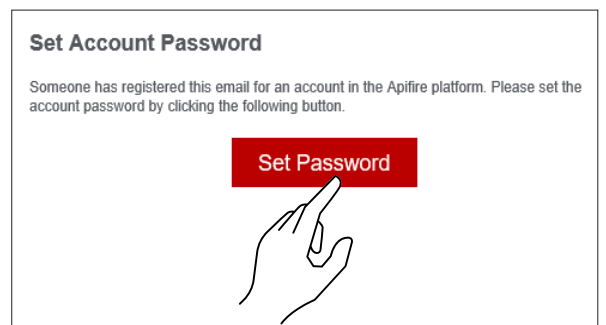 Set Account Password
Someone has registered this email for an account in the Apifire platform. Please set the
account password by clicking the following button.
Set Password